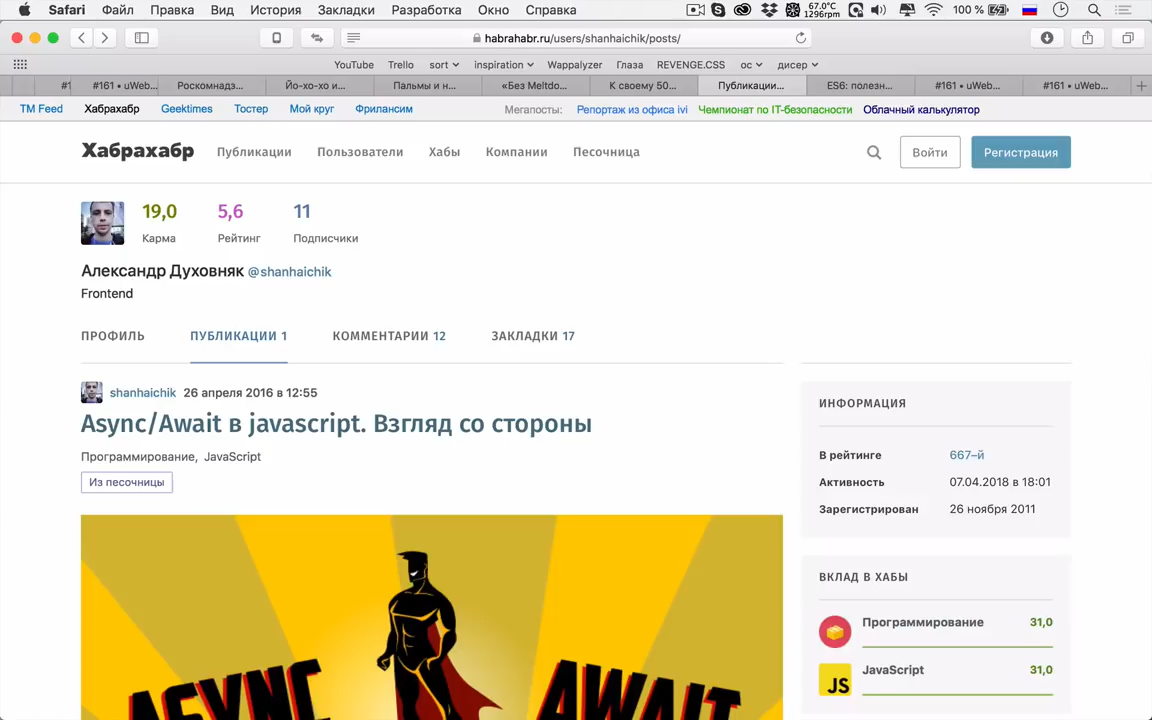 Safari Файл Правка Вид История Закладки Разработка Окно Справка 67.0°C 1296rpm 100 %
habrahabr.ru/users/shanhaichik/posts/
YouTube Trello sort inspiration Wappalyzer Глаза REVENGE.CSS ос дисер
#1 #161 • uWeb... Роскомнадз... Йо-хо-хо и... Пальмы и н... «Без Meltdo... К своему 50... Публикации... ES6: полезн... #161 • uWeb... #161 • uWeb...
TM Feed Хабрахабр Geektimes Тостер Мой круг Фрилансим Мегапосты: Репортаж из офиса ivi Чемпионат по IT-безопасности Облачный калькулятор
Хабрахабр Публикации Пользователи Хабы Компании Песочница Войти Регистрация
19,0 5,6 11
Карма Рейтинг Подписчики
Александр Духовняк @shanhaichik
Frontend
ПРОФИЛЬ ПУБЛИКАЦИИ 1 КОММЕНТАРИИ 12 ЗАКЛАДКИ 17
shanhaichik 26 апреля 2016 в 12:55
Async/Await в javascript. Взгляд со стороны
Программирование, JavaScript
Из песочницы
ASYNC AWAIT
ИНФОРМАЦИЯ
В рейтинге 667–й
Активность 07.04.2018 в 18:01
Зарегистрирован 26 ноября 2011
ВКЛАД В ХАБЫ
Программирование 31,0
JS JavaScript 31,0